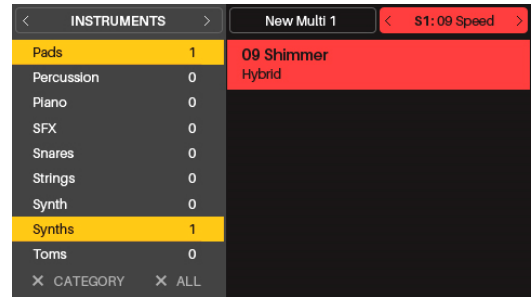 < INSTRUMENTS >
New Multi 1
< S1: 09 Speed >
Pads 1
Percussion 0
Piano 0
SFX 0
Snares 0
Strings 0
Synth 0
Synths 1
Toms 0
× CATEGORY × ALL
09 Shimmer
Hybrid